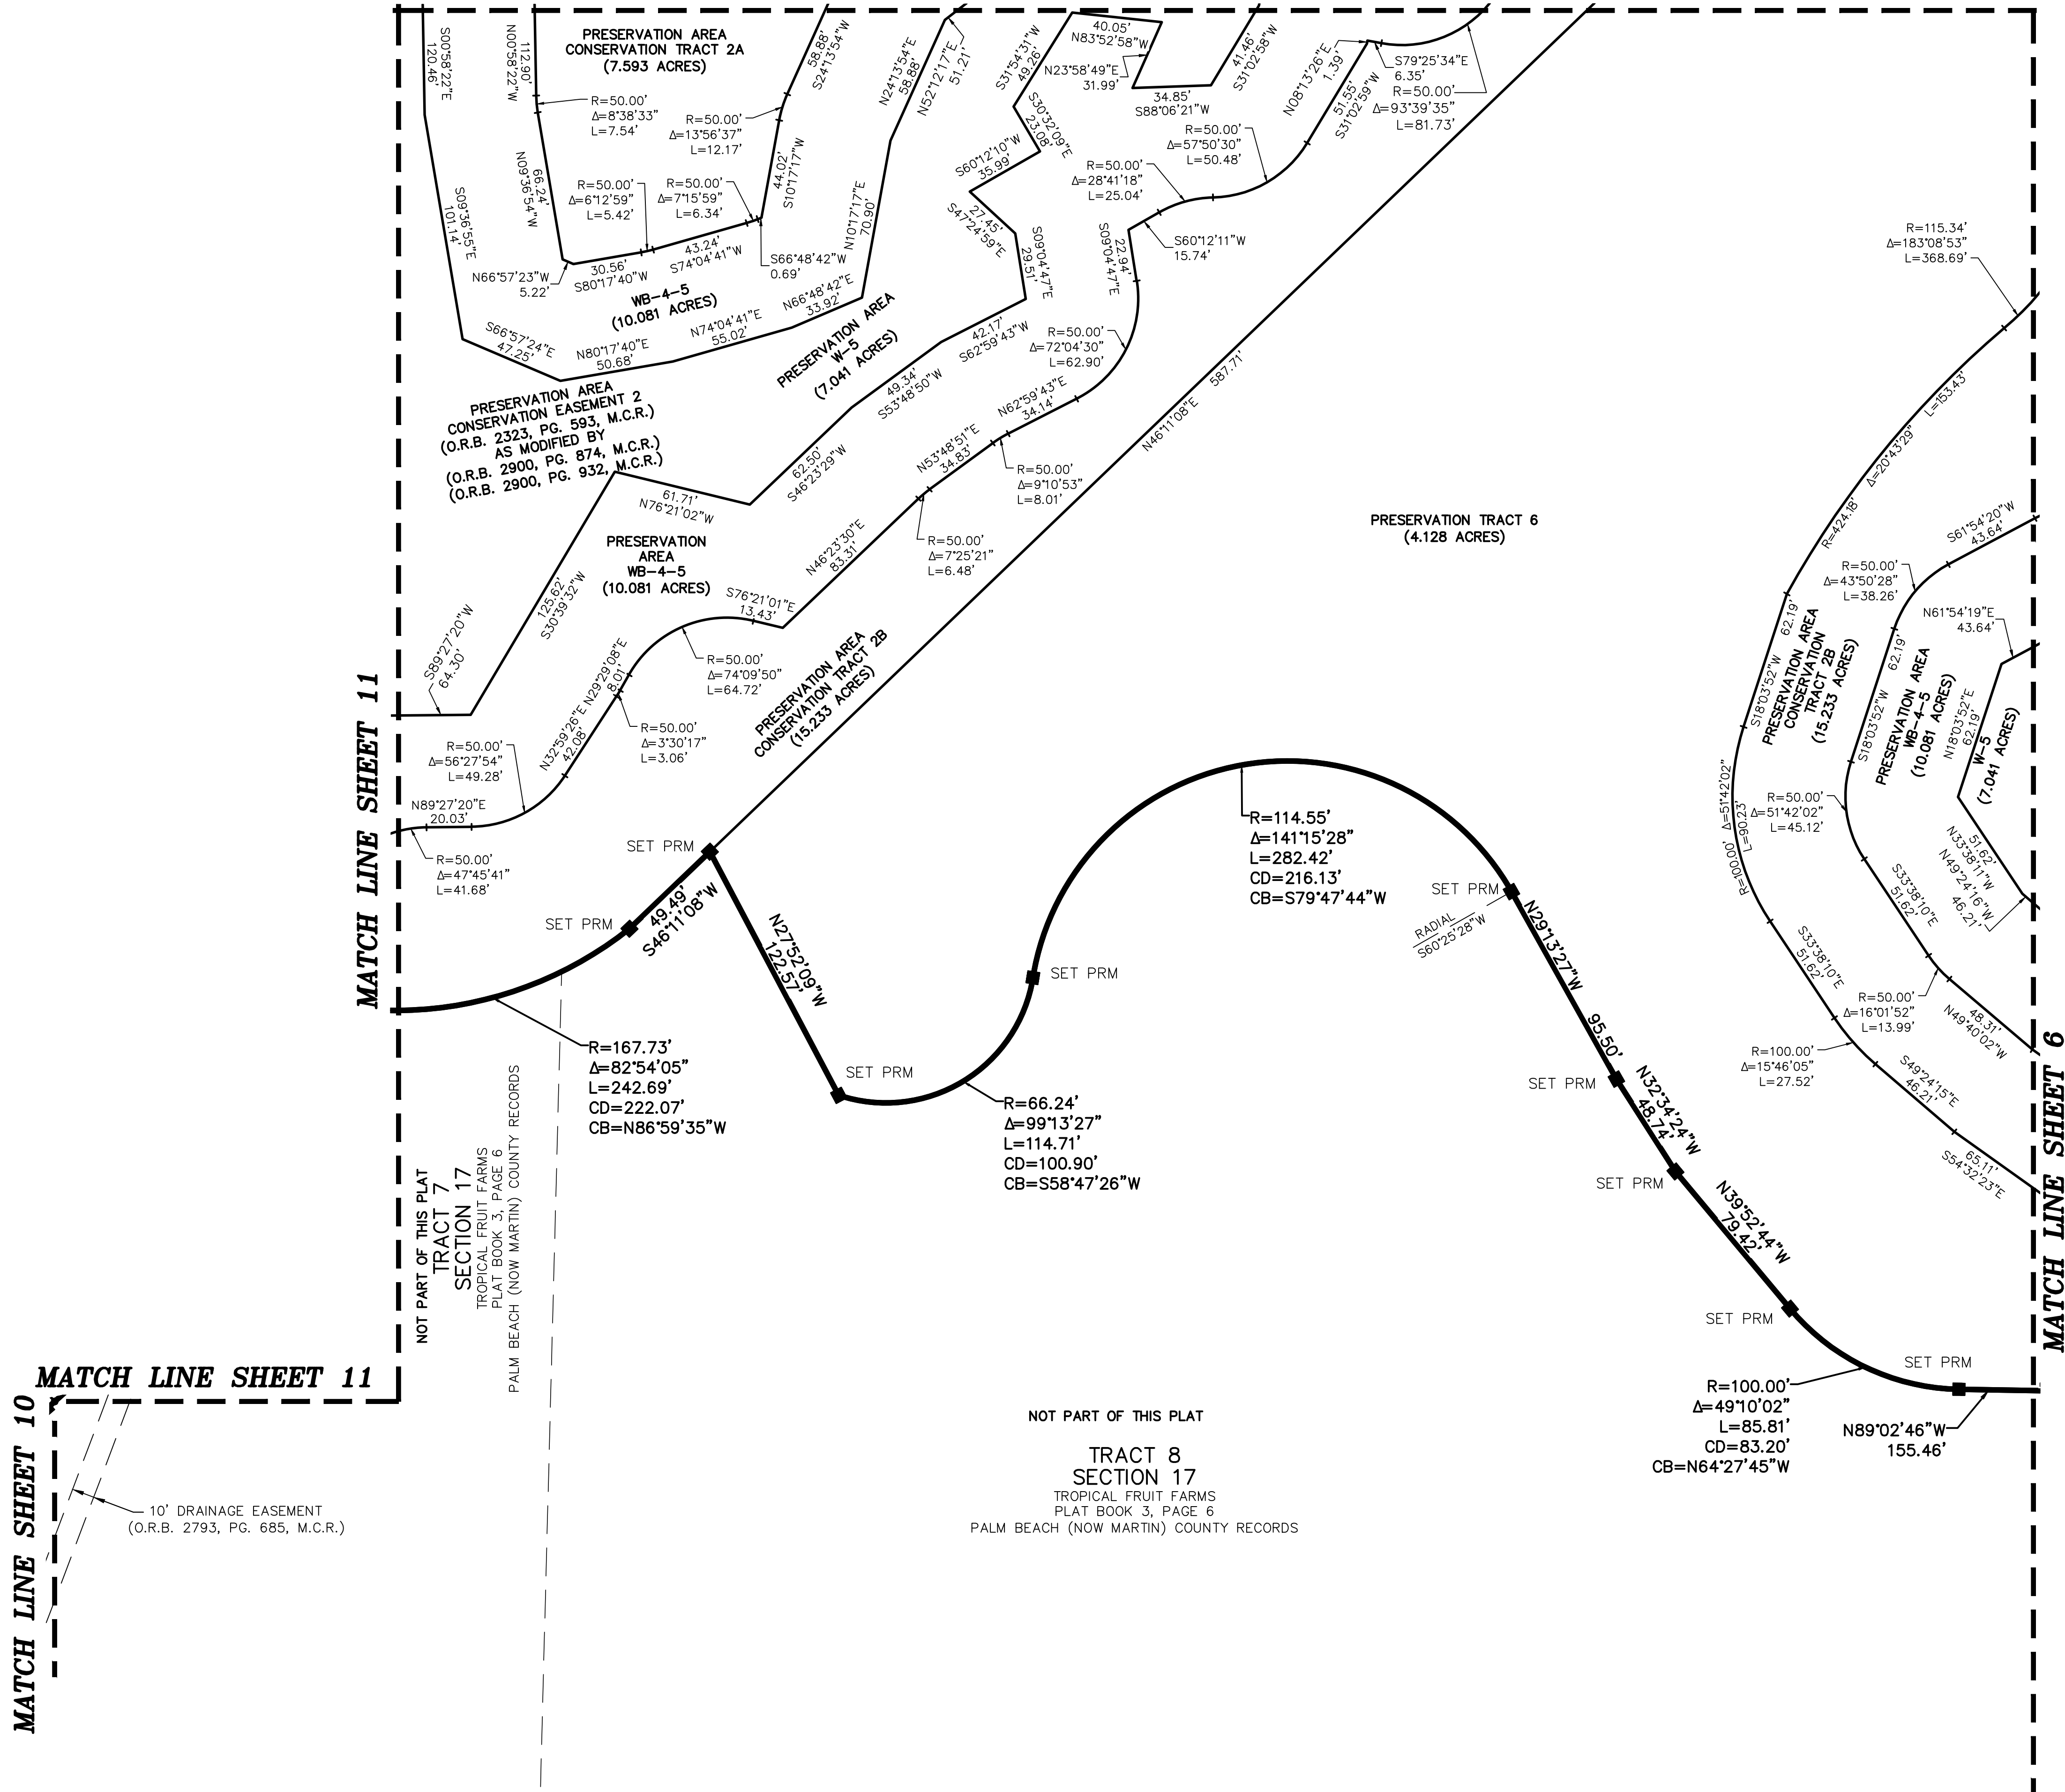 S00°58'22"E
120.46'
N00°58'22"W
112.90'
PRESERVATION AREA
CONSERVATION TRACT 2A
(7.593 ACRES)
R=50.00'
Δ=8°38'33"
L=7.54'
R=50.00'
Δ=13°56'37"
L=12.17'
58.88'
S24°13'54"W
N24°13'54"E
58.88'
N52°12'17"E
51.21'
S31°54'31"W
49.26'
40.05'
N83°52'58"W
N23°58'49"E
31.99'
34.85'
S88°06'21"W
41.46'
S31°02'58"W
N08°13'26"E
1.39'
51.55'
S31°02'59"W
S79°25'34"E
6.35'
R=50.00'
Δ=93°39'35"
L=81.73'
S09°36'55"E
101.14'
N09°36'54"W
66.24'
R=50.00'
Δ=6°12'59"
L=5.42'
R=50.00'
Δ=7°15'59"
L=6.34'
44.02'
S10°17'17"W
N10°17'17"E
70.90'
S30°32'09"E
23.08'
S60°12'10"W
35.99'
27.45'
S47°24'59"E
S09°04'47"E
29.51'
R=50.00'
Δ=57°50'30"
L=50.48'
R=50.00'
Δ=28°41'18"
L=25.04'
S09°04'47"E
22.94'
S60°12'11"W
15.74'
N66°57'23"W
5.22'
30.56'
S80°17'40"W
43.24'
S74°04'41"W
S66°48'42"W
0.69'
WB-4-5
(10.081 ACRES)
N66°48'42"E
33.92'
N74°04'41"E
55.02'
N80°17'40"E
50.68'
S66°57'24"E
47.25'
PRESERVATION AREA
W-5
(7.041 ACRES)
42.17'
S62°59'43"W
R=50.00'
Δ=72°04'30"
L=62.90'
49.34'
S53°48'50"W
N62°59'43"E
34.14'
587.71'
N46°11'08"E
PRESERVATION AREA
CONSERVATION EASEMENT 2
(O.R.B. 2323, PG. 593, M.C.R.)
AS MODIFIED BY
(O.R.B. 2900, PG. 874, M.C.R.)
(O.R.B. 2900, PG. 932, M.C.R.)
62.50'
S46°23'29"W
N53°48'51"E
34.83'
R=50.00'
Δ=9°10'53"
L=8.01'
61.71'
N76°21'02"W
PRESERVATION
AREA
WB-4-5
(10.081 ACRES)
N46°23'30"E
83.31'
R=50.00'
Δ=7°25'21"
L=6.48'
125.62'
S30°39'32"W
S76°21'01"E
13.43'
S89°27'20"W
64.30'
N29°29'08"E
8.01'
R=50.00'
Δ=74°09'50"
L=64.72'
N32°59'26"E
42.08'
R=50.00'
Δ=3°30'17"
L=3.06'
R=50.00'
Δ=56°27'54"
L=49.28'
N89°27'20"E
20.03'
R=50.00'
Δ=47°45'41"
L=41.68'
PRESERVATION AREA
CONSERVATION TRACT 2B
(15.233 ACRES)
PRESERVATION TRACT 6
(4.128 ACRES)
R=115.34'
Δ=183°08'53"
L=368.69'
R=424.18'
Δ=20°43'29"
L=153.43'
S61°54'20"W
43.64'
R=50.00'
Δ=43°50'28"
L=38.26'
N61°54'19"E
43.64'
62.19'
S18°03'52"W
PRESERVATION AREA
CONSERVATION
TRACT 2B
(15.233 ACRES)
62.19'
S18°03'52"W
PRESERVATION AREA
WB-4-5
(10.081 ACRES)
N18°03'52"E
62.19'
W-5
(7.041 ACRES)
R=100.00'
Δ=51°42'02"
L=90.23'
R=50.00'
Δ=51°42'02"
L=45.12'
51.62'
N33°38'11"W
N49°24'16"W
46.21'
S33°38'10"E
51.62'
S33°38'10"E
51.62'
R=50.00'
Δ=16°01'52"
L=13.99'
48.31'
N49°40'02"W
R=100.00'
Δ=15°46'05"
L=27.52'
S49°24'15"E
46.21'
65.11'
S54°32'23"E
MATCH LINE SHEET 11
SET PRM
SET PRM
49.49'
S46°11'08"W
N27°52'09"W
122.57'
SET PRM
SET PRM
R=114.55'
Δ=141°15'28"
L=282.42'
CD=216.13'
CB=S79°47'44"W
SET PRM
RADIAL
S60°25'28"W
N29°13'27"W
95.50'
SET PRM
N32°34'24"W
48.74'
SET PRM
N39°52'44"W
79.42'
SET PRM
SET PRM
R=167.73'
Δ=82°54'05"
L=242.69'
CD=222.07'
CB=N86°59'35"W
R=66.24'
Δ=99°13'27"
L=114.71'
CD=100.90'
CB=S58°47'26"W
R=100.00'
Δ=49°10'02"
L=85.81'
CD=83.20'
CB=N64°27'45"W
N89°02'46"W
155.46'
MATCH LINE SHEET 6
NOT PART OF THIS PLAT
TRACT 7
SECTION 17
TROPICAL FRUIT FARMS
PLAT BOOK 3, PAGE 6
PALM BEACH (NOW MARTIN) COUNTY RECORDS
MATCH LINE SHEET 11
MATCH LINE SHEET 10
10' DRAINAGE EASEMENT
(O.R.B. 2793, PG. 685, M.C.R.)
NOT PART OF THIS PLAT
TRACT 8
SECTION 17
TROPICAL FRUIT FARMS
PLAT BOOK 3, PAGE 6
PALM BEACH (NOW MARTIN) COUNTY RECORDS